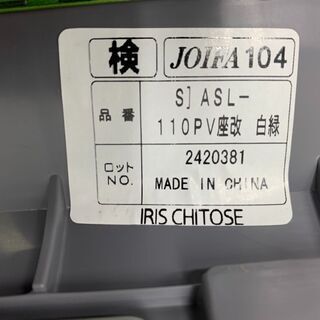 検 JOIFA 104
品番 S] ASL-
110PV座改 白緑
ロット NO. 2420381
MADE IN CHINA
IRIS CHITOSE